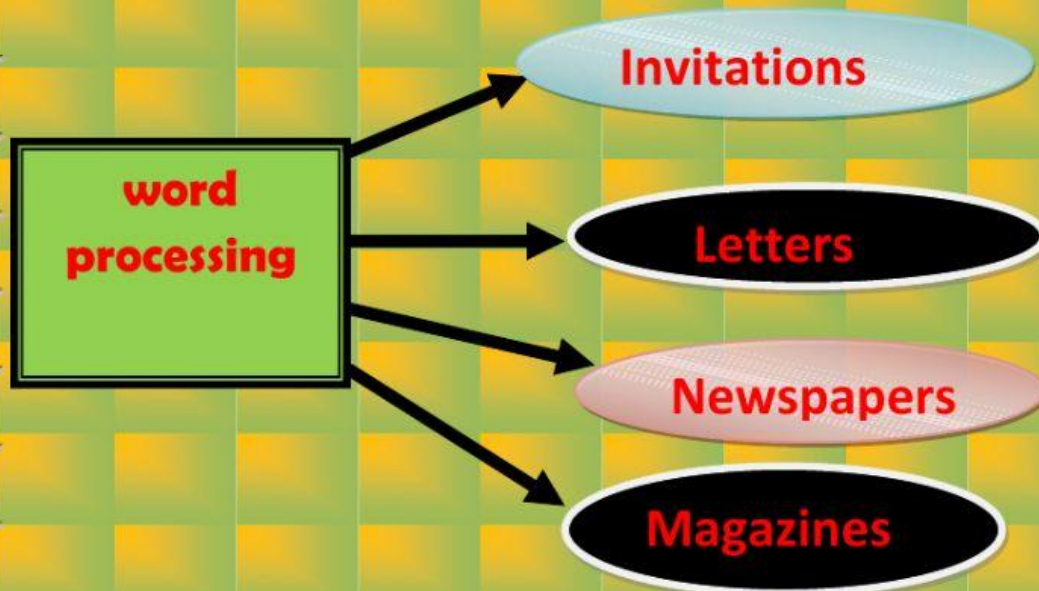 word
processing
Invitations
Letters
Newspapers
Magazines